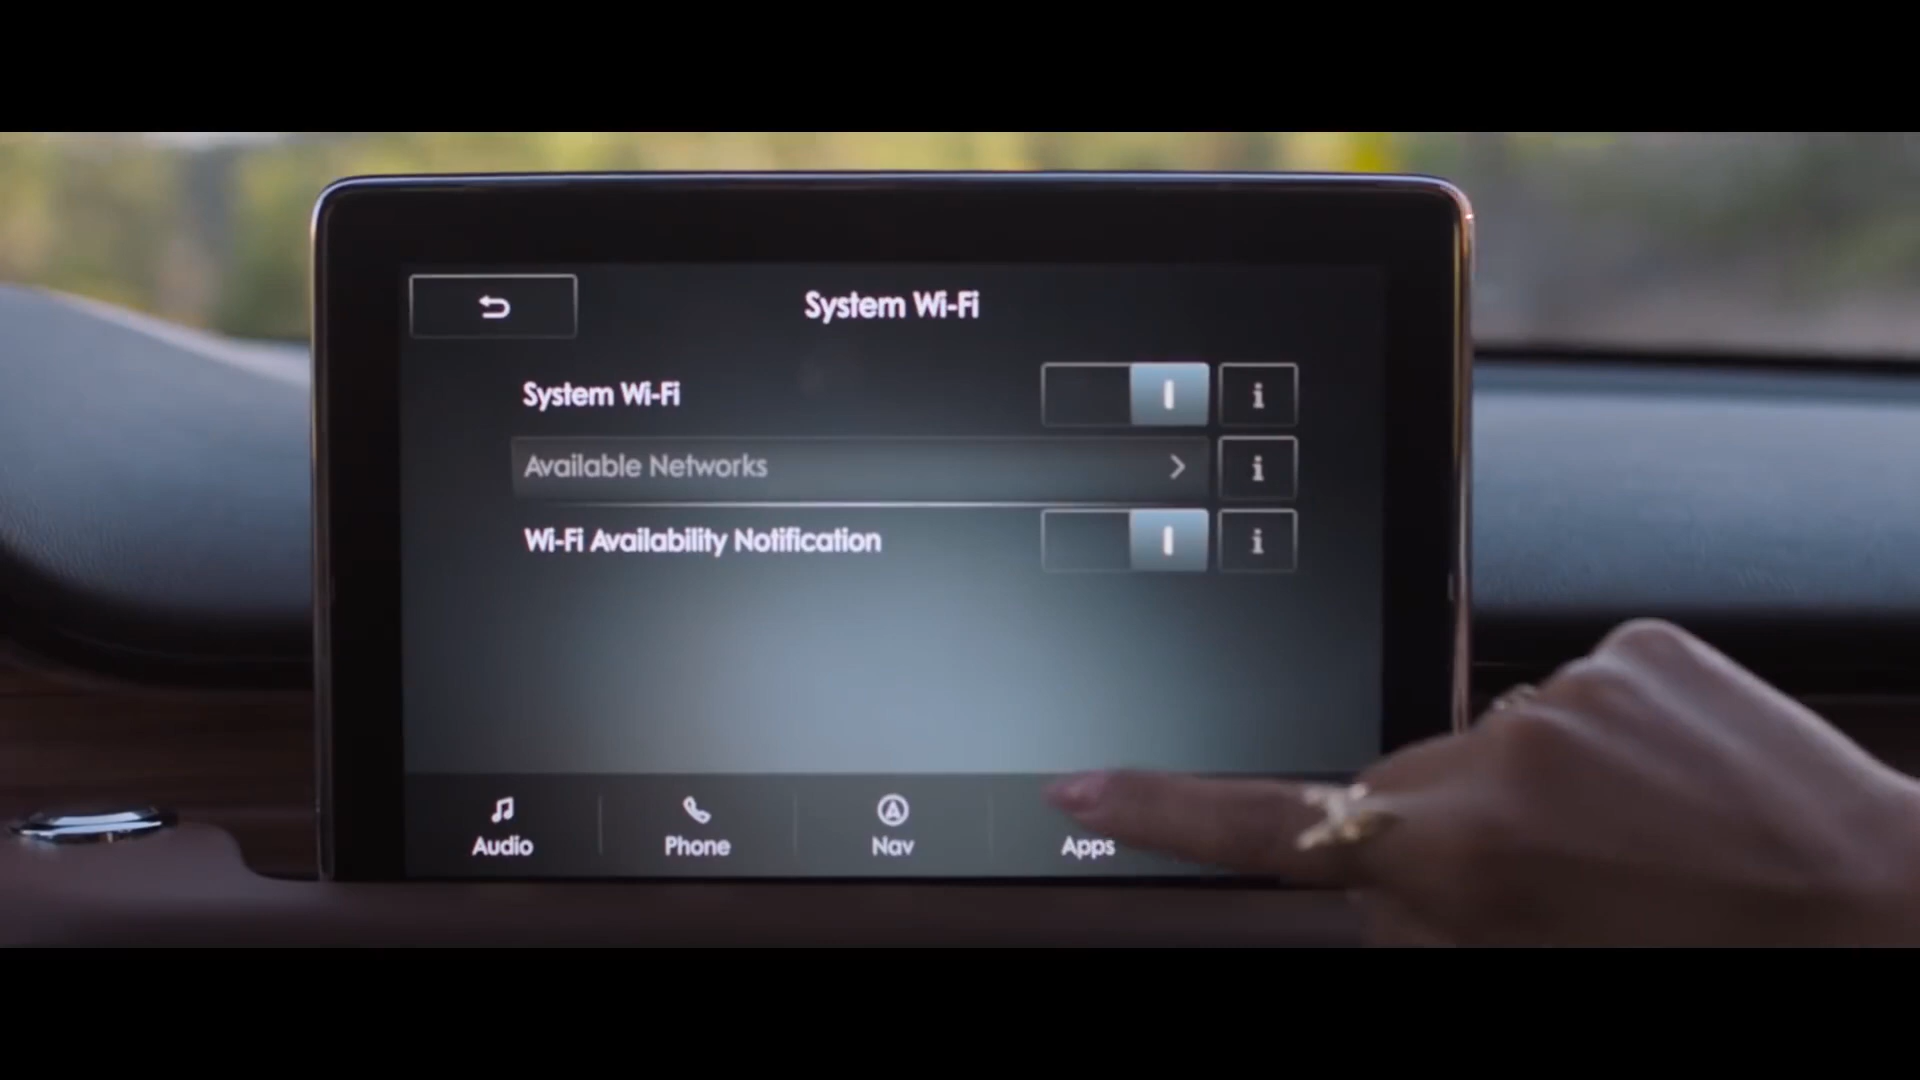 System Wi-Fi
System Wi-Fi
Available Networks
Wi-Fi Availability Notification
Audio
Phone
Nav
Apps